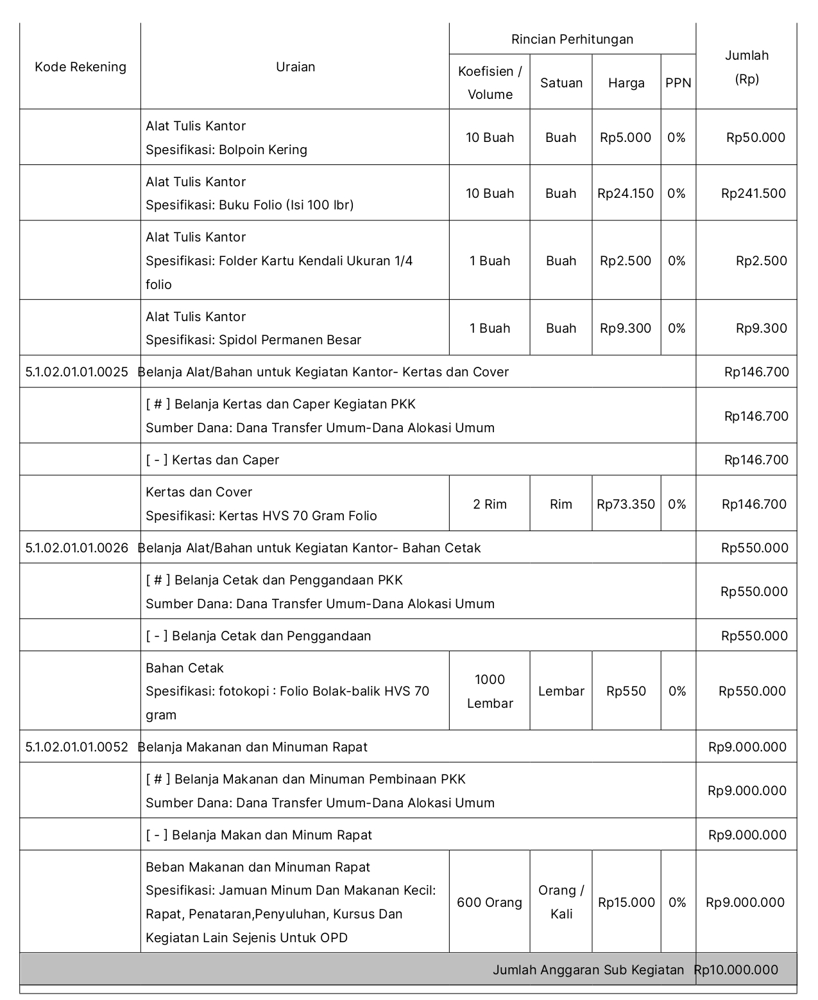 Kode Rekening
Uraian
Rincian Perhitungan
Jumlah
(Rp)
Koefisien /
Volume
Satuan
Harga
PPN
Alat Tulis Kantor
Spesifikasi: Bolpoin Kering
10 Buah
Buah
Rp5.000
0%
Rp50.000
Alat Tulis Kantor
Spesifikasi: Buku Folio (Isi 100 lbr)
10 Buah
Buah
Rp24.150
0%
Rp241.500
Alat Tulis Kantor
Spesifikasi: Folder Kartu Kendali Ukuran 1/4
folio
1 Buah
Buah
Rp2.500
0%
Rp2.500
Alat Tulis Kantor
Spesifikasi: Spidol Permanen Besar
1 Buah
Buah
Rp9.300
0%
Rp9.300
5.1.02.01.01.0025 Belanja Alat/Bahan untuk Kegiatan Kantor- Kertas dan Cover Rp146.700
[ # ] Belanja Kertas dan Caper Kegiatan PKK
Sumber Dana: Dana Transfer Umum-Dana Alokasi Umum
Rp146.700
[ - ] Kertas dan Caper Rp146.700
Kertas dan Cover
Spesifikasi: Kertas HVS 70 Gram Folio
2 Rim
Rim
Rp73.350
0%
Rp146.700
5.1.02.01.01.0026 Belanja Alat/Bahan untuk Kegiatan Kantor- Bahan Cetak Rp550.000
[ # ] Belanja Cetak dan Penggandaan PKK
Sumber Dana: Dana Transfer Umum-Dana Alokasi Umum
Rp550.000
[ - ] Belanja Cetak dan Penggandaan Rp550.000
Bahan Cetak
Spesifikasi: fotokopi : Folio Bolak-balik HVS 70
gram
1000
Lembar
Lembar
Rp550
0%
Rp550.000
5.1.02.01.01.0052 Belanja Makanan dan Minuman Rapat Rp9.000.000
[ # ] Belanja Makanan dan Minuman Pembinaan PKK
Sumber Dana: Dana Transfer Umum-Dana Alokasi Umum
Rp9.000.000
[ - ] Belanja Makan dan Minum Rapat Rp9.000.000
Beban Makanan dan Minuman Rapat
Spesifikasi: Jamuan Minum Dan Makanan Kecil:
Rapat, Penataran,Penyuluhan, Kursus Dan
Kegiatan Lain Sejenis Untuk OPD
600 Orang
Orang /
Kali
Rp15.000
0%
Rp9.000.000
Jumlah Anggaran Sub Kegiatan Rp10.000.000